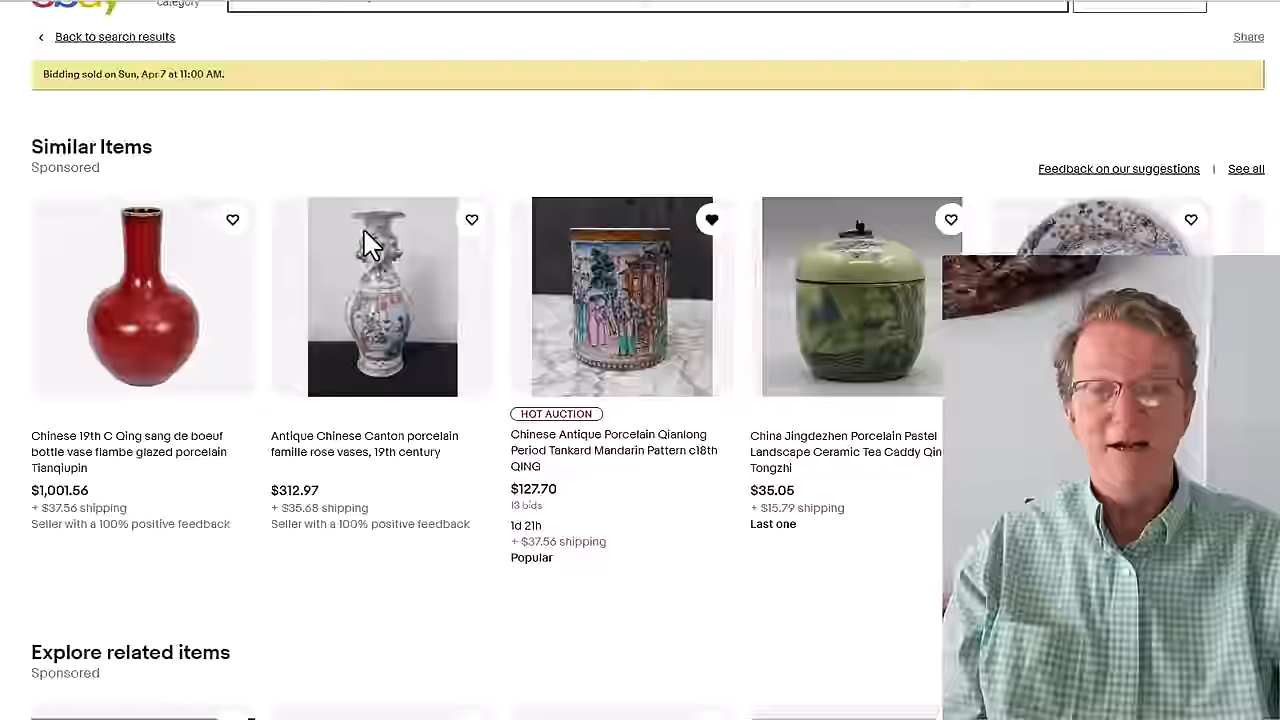 ebay
category
Back to search results
Share
Bidding sold on Sun, Apr 7 at 11:00 AM.
Similar Items
Sponsored
Feedback on our suggestions | See all
Chinese 19th C Qing sang de boeuf
bottle vase flambe glazed porcelain
Tianqiupin
$1,001.56
+ $37.56 shipping
Seller with a 100% positive feedback
Antique Chinese Canton porcelain
famille rose vases, 19th century
$312.97
+ $35.68 shipping
Seller with a 100% positive feedback
HOT AUCTION
Chinese Antique Porcelain Qianlong
Period Tankard Mandarin Pattern c18th
QING
$127.70
13 bids
1d 21h
+ $37.56 shipping
Popular
China Jingdezhen Porcelain Pastel
Landscape Ceramic Tea Caddy Qin
Tongzhi
$35.05
+ $15.79 shipping
Last one
Explore related items
Sponsored